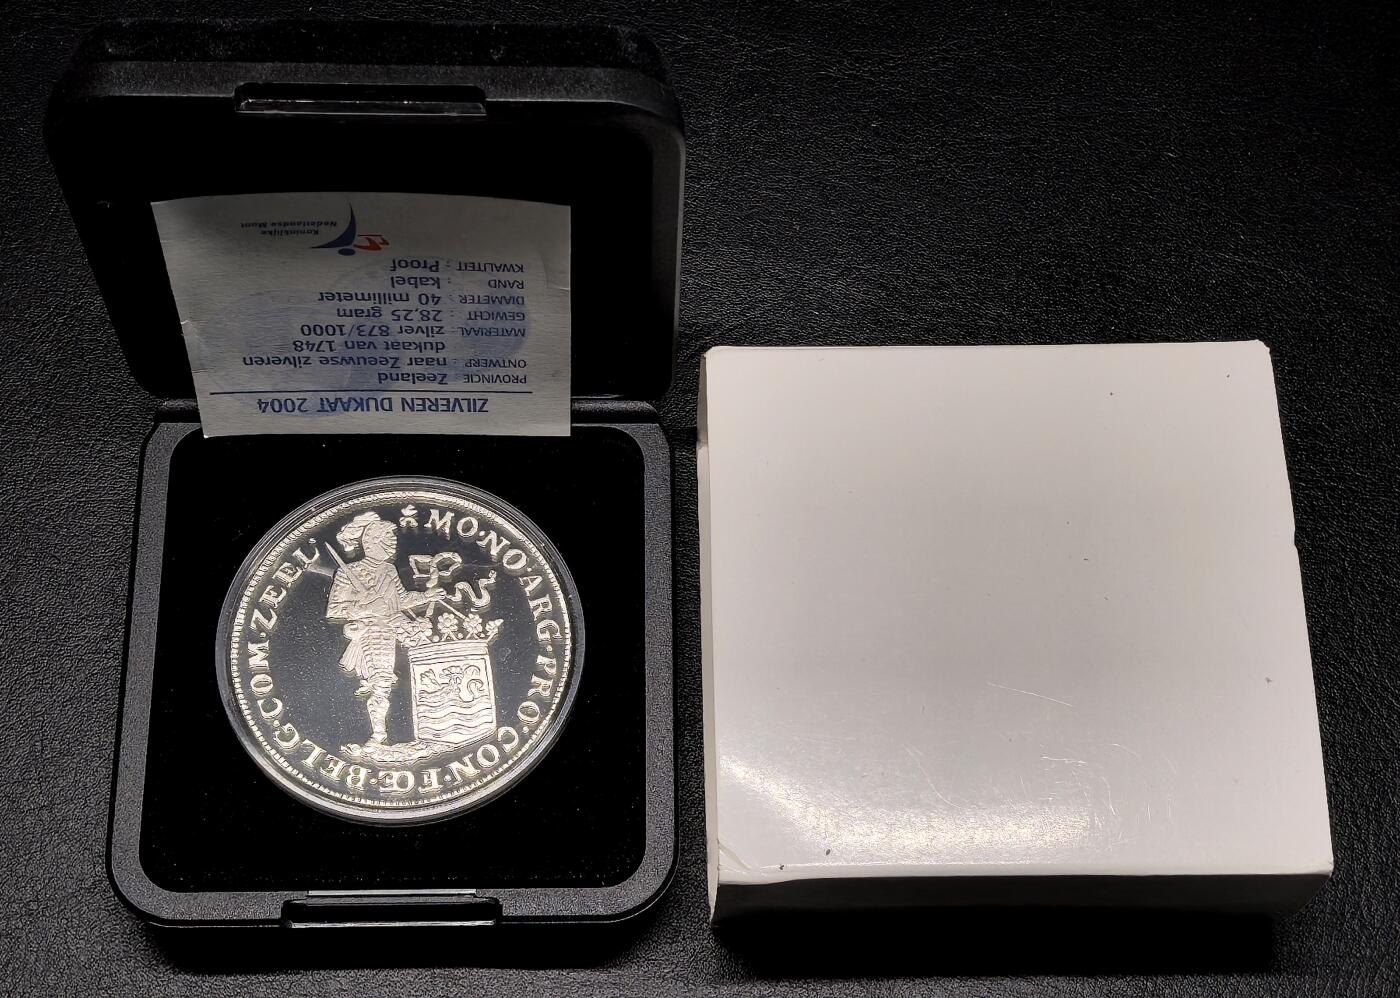 ZILVEREN DUKAAT 2004
PROVINCIE : Zeeland
ONTWERP : naar Zeeuwse zilveren
dukaat van 1748
MATERIAAL : zilver 873/1000
GEWICHT : 28,25 gram
DIAMETER : 40 millimeter
RAND : kabel
KWALITEIT : Proof
Koninklijke
Nederlandse Munt
MO·NO·ARG·PRO·CON·FŒ·BELG·COM·ZEEL·